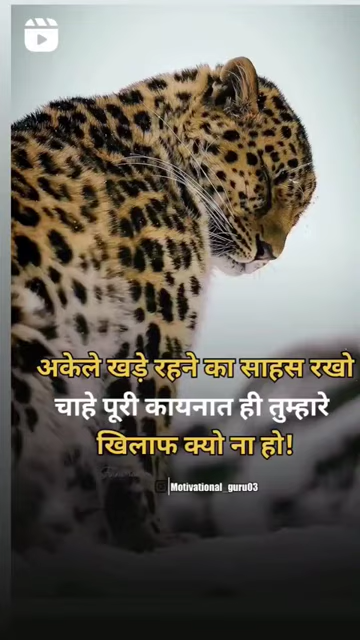 अकेले खड़े रहने का साहस रखो
चाहे पूरी कायनात ही तुम्हारे
खिलाफ क्यो ना हो!
Motivational_guru03